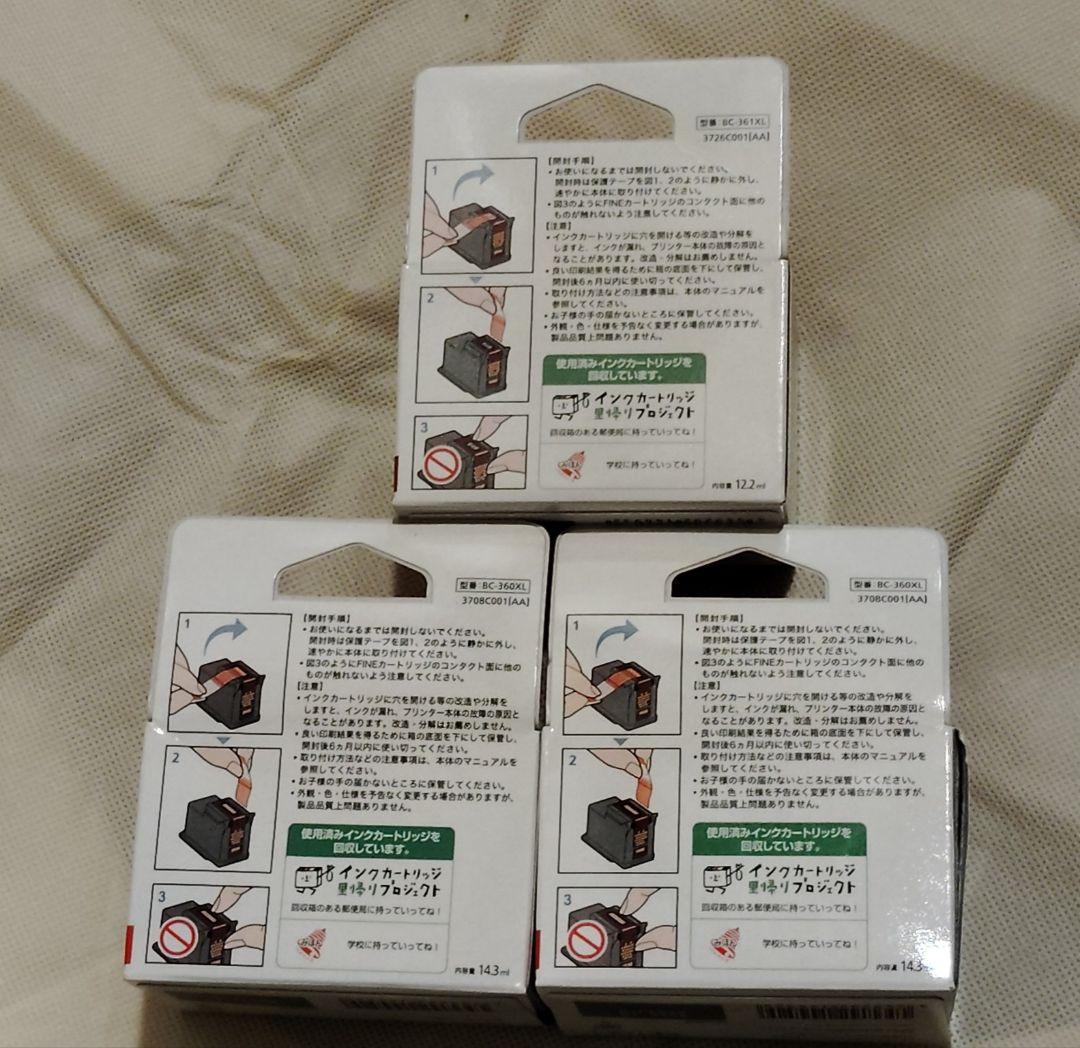 型番：BC-361XL
3726C001[AA]
1
2
3
【開封手順】
・お使いになるまでは開封しないでください。
開封時は保護テープを図1、2のように静かに外し、
速やかに本体に取り付けてください。
・図3のようにFINEカートリッジのコンタクト面に他の
ものが触れないよう注意してください。
【注意】
・インクカートリッジに穴を開ける等の改造や分解を
しますと、インクが漏れ、プリンター本体の故障の原因と
なることがあります。改造・分解はお薦めしません。
・良い印刷結果を得るために箱の底面を下にして保管し、
開封後6ヵ月以内に使い切ってください。
・取り付け方法などの注意事項は、本体のマニュアルを
参照してください。
・お子様の手の届かないところに保管してください。
・外観・色・仕様を予告なく変更する場合がありますが、
製品品質上問題ありません。
使用済みインクカートリッジを
回収しています。
インクカートリッジ
里帰りプロジェクト
回収箱のある郵便局に持っていってね！
学校に持っていってね！
内容量 12.2ml
型番：BC-360XL
3708C001[AA]
1
2
3
【開封手順】
・お使いになるまでは開封しないでください。
開封時は保護テープを図1、2のように静かに外し、
速やかに本体に取り付けてください。
・図3のようにFINEカートリッジのコンタクト面に他の
ものが触れないよう注意してください。
【注意】
・インクカートリッジに穴を開ける等の改造や分解を
しますと、インクが漏れ、プリンター本体の故障の原因と
なることがあります。改造・分解はお薦めしません。
・良い印刷結果を得るために箱の底面を下にして保管し、
開封後6ヵ月以内に使い切ってください。
・取り付け方法などの注意事項は、本体のマニュアルを
参照してください。
・お子様の手の届かないところに保管してください。
・外観・色・仕様を予告なく変更する場合がありますが、
製品品質上問題ありません。
使用済みインクカートリッジを
回収しています。
インクカートリッジ
里帰りプロジェクト
回収箱のある郵便局に持っていってね！
学校に持っていってね！
内容量 14.3ml
型番：BC-360XL
3708C001[AA]
1
2
3
【開封手順】
・お使いになるまでは開封しないでください。
開封時は保護テープを図1、2のように静かに外し、
速やかに本体に取り付けてください。
・図3のようにFINEカートリッジのコンタクト面に他の
ものが触れないよう注意してください。
【注意】
・インクカートリッジに穴を開ける等の改造や分解を
しますと、インクが漏れ、プリンター本体の故障の原因と
なることがあります。改造・分解はお薦めしません。
・良い印刷結果を得るために箱の底面を下にして保管し、
開封後6ヵ月以内に使い切ってください。
・取り付け方法などの注意事項は、本体のマニュアルを
参照してください。
・お子様の手の届かないところに保管してください。
・外観・色・仕様を予告なく変更する場合がありますが、
製品品質上問題ありません。
使用済みインクカートリッジを
回収しています。
インクカートリッジ
里帰りプロジェクト
回収箱のある郵便局に持っていってね！
学校に持っていってね！
内容量 14.3